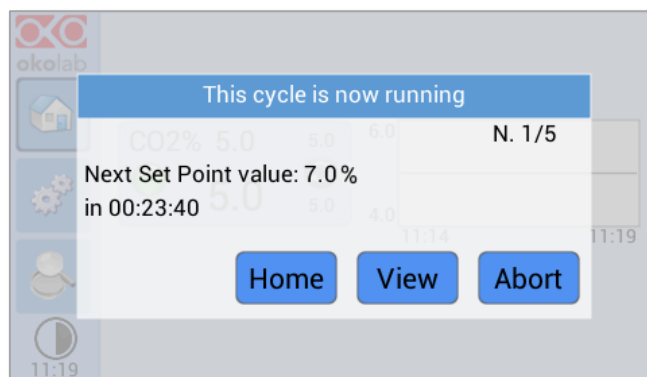 okolab
This cycle is now running
N. 1/5
CO2% 5.0
5.0
6.0
Next Set Point value: 7.0%
in 00:23:40
5.0
5.0
4.0
11:14
11:19
Home
View
Abort
11:19